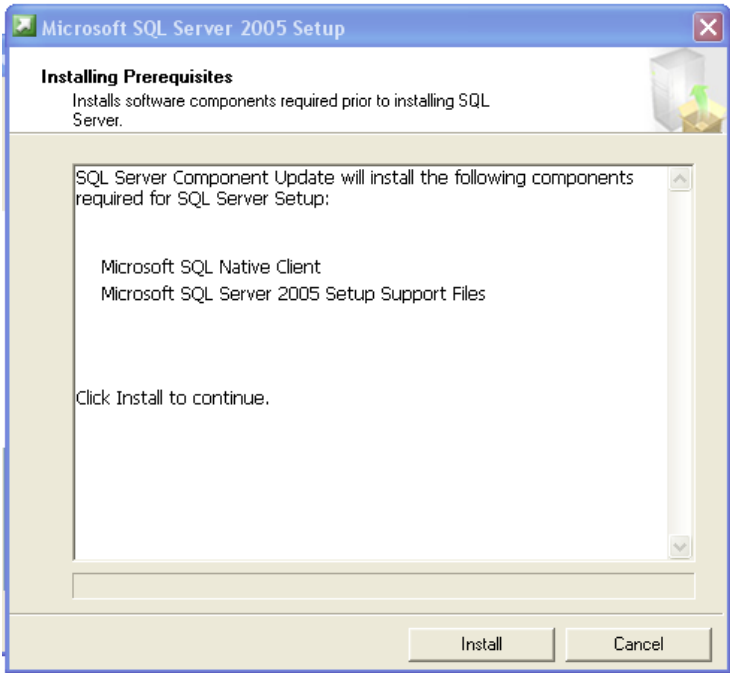 Microsoft SQL Server 2005 Setup
Installing Prerequisites
Installs software components required prior to installing SQL
Server.
SQL Server Component Update will install the following components
required for SQL Server Setup:
Microsoft SQL Native Client
Microsoft SQL Server 2005 Setup Support Files
Click Install to continue.
Install
Cancel